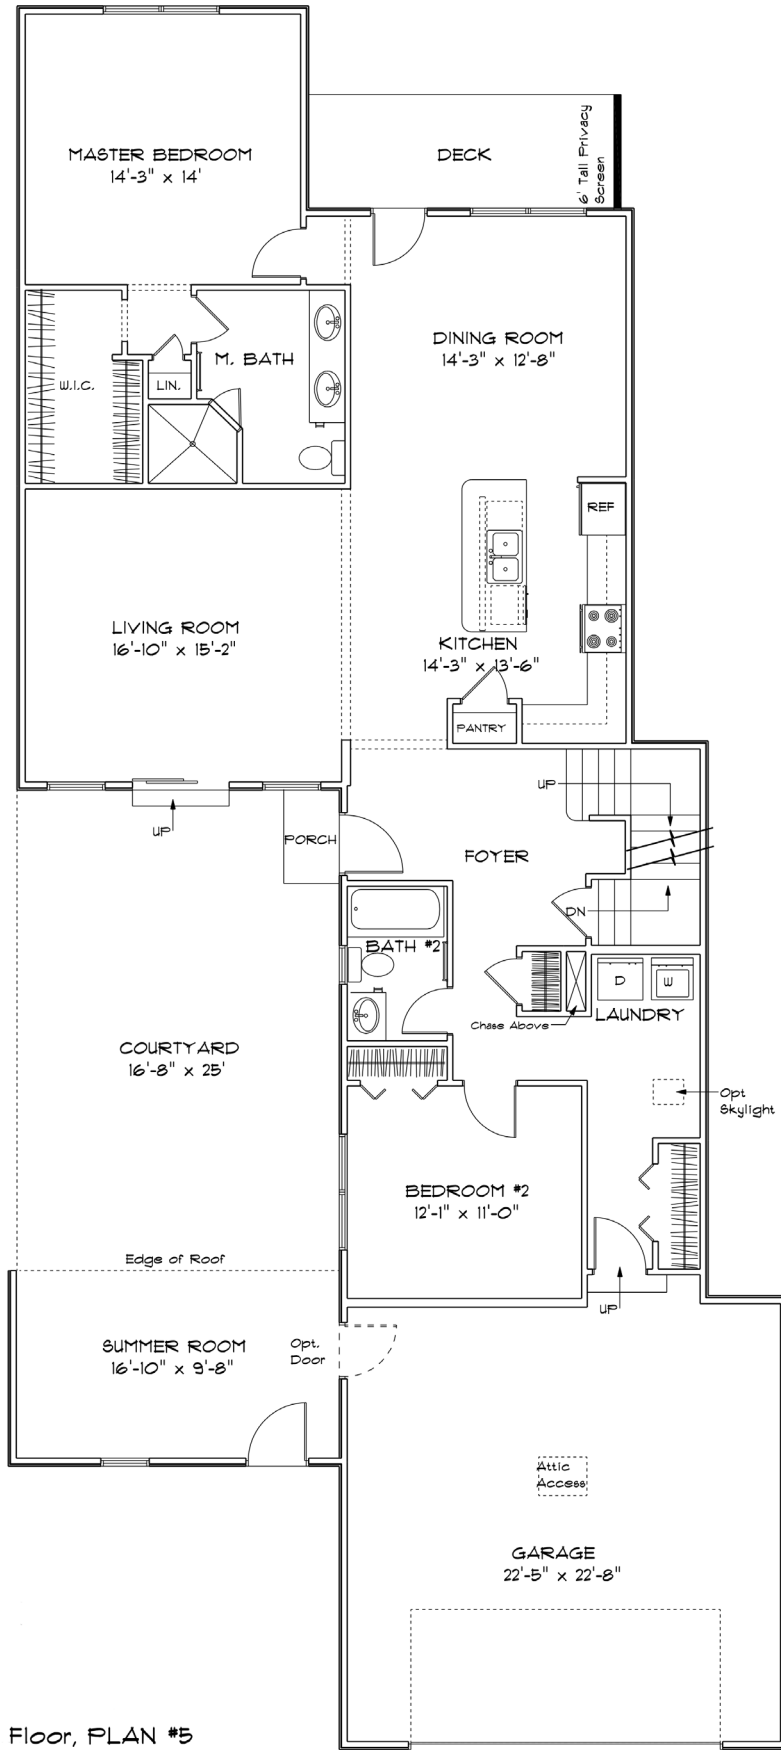 MASTER BEDROOM
14'-3" x 14'
DECK
6' Tall Privacy
Screen
DINING ROOM
14'-3" x 12'-8"
M. BATH
W.I.C.
LIN.
REF
LIVING ROOM
16'-10" x 15'-2"
KITCHEN
14'-3" x 13'-6"
PANTRY
UP
UP
PORCH
FOYER
DN
BATH #2
D
W
LAUNDRY
Chase Above
COURTYARD
16'-8" x 25'
Opt
Skylight
BEDROOM #2
12'-1" x 11'-0"
Edge of Roof
UP
SUMMER ROOM
16'-10" x 9'-8"
Opt.
Door
Attic
Access
GARAGE
22'-5" x 22'-8"
Floor, PLAN #5